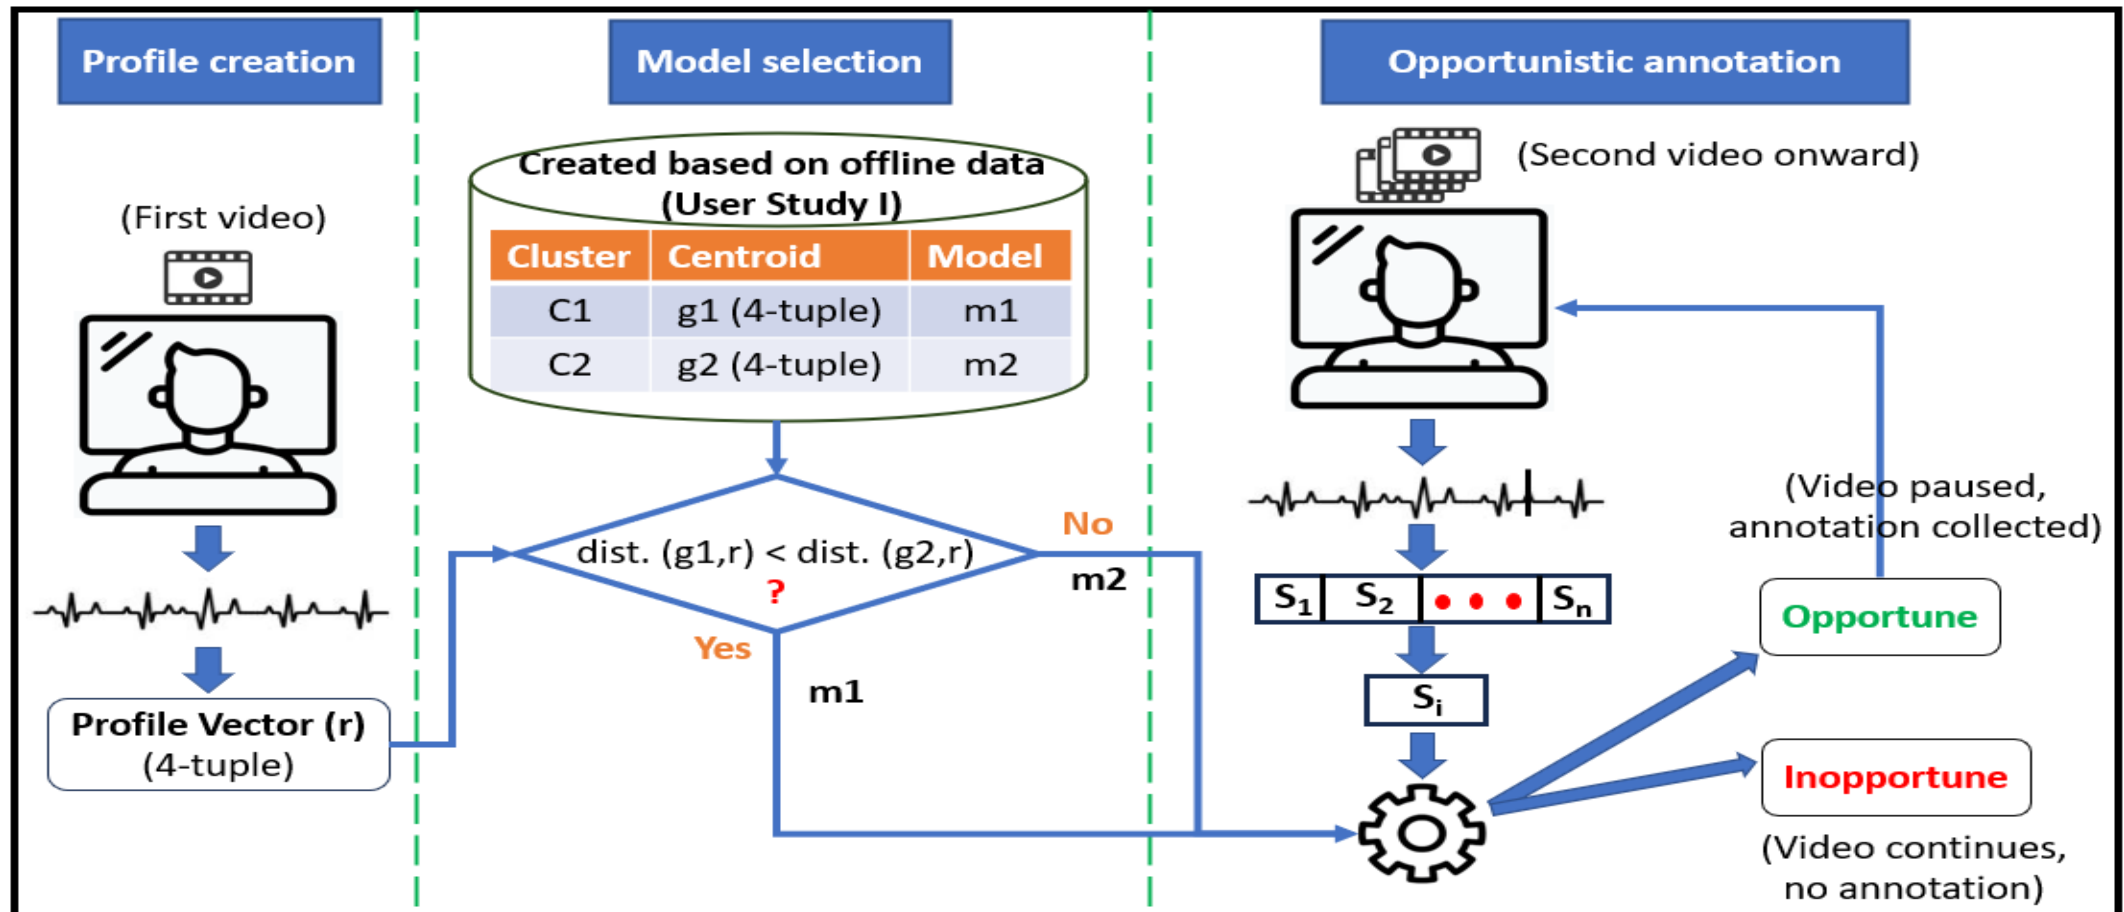 Profile creation
(First video)
Profile Vector (r)
(4-tuple)
Model selection
Created based on offline data
(User Study I)
Cluster Centroid Model
C1 g1 (4-tuple) m1
C2 g2 (4-tuple) m2
dist. (g1,r) < dist. (g2,r)
?
No
m2
Yes
m1
Opportunistic annotation
(Second video onward)
S1 S2 Sn
Si
(Video paused,
annotation collected)
Opportune
Inopportune
(Video continues,
no annotation)